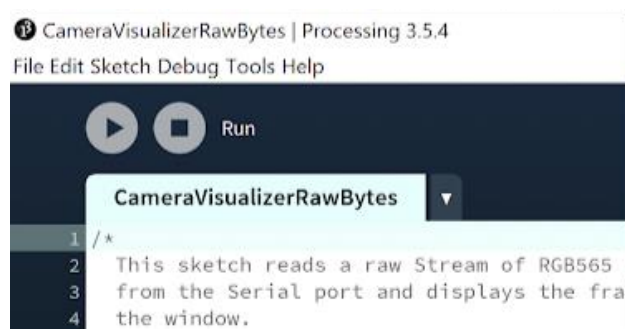 CameraVisualizerRawBytes | Processing 3.5.4
File Edit Sketch Debug Tools Help
Run
CameraVisualizerRawBytes
1 /*
2 This sketch reads a raw Stream of RGB565
3 from the Serial port and displays the fra
4 the window.